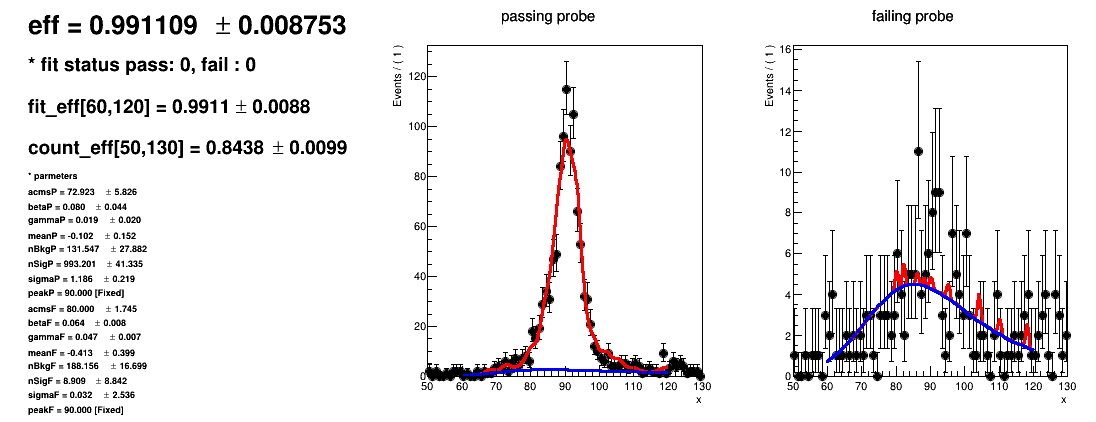 eff = 0.991109 ± 0.008753
* fit status pass: 0, fail : 0
fit_eff[60,120] = 0.9911 ± 0.0088
count_eff[50,130] = 0.8438 ± 0.0099
* parmeters
acmsP = 72.923 ± 5.826
betaP = 0.080 ± 0.044
gammaP = 0.019 ± 0.020
meanP = -0.102 ± 0.152
nBkgP = 131.547 ± 27.882
nSigP = 993.201 ± 41.335
sigmaP = 1.186 ± 0.219
peakP = 90.000 [Fixed]
acmsF = 80.000 ± 1.745
betaF = 0.064 ± 0.008
gammaF = 0.047 ± 0.007
meanF = -0.413 ± 0.399
nBkgF = 188.156 ± 16.699
nSigF = 8.909 ± 8.842
sigmaF = 0.032 ± 2.536
peakF = 90.000 [Fixed]
passing probe
Events / ( 1 )
120
100
80
60
40
20
0
50 60 70 80 90 100 110 120 130
x
failing probe
Events / ( 1 )
16
14
12
10
8
6
4
2
0
50 60 70 80 90 100 110 120 130
x